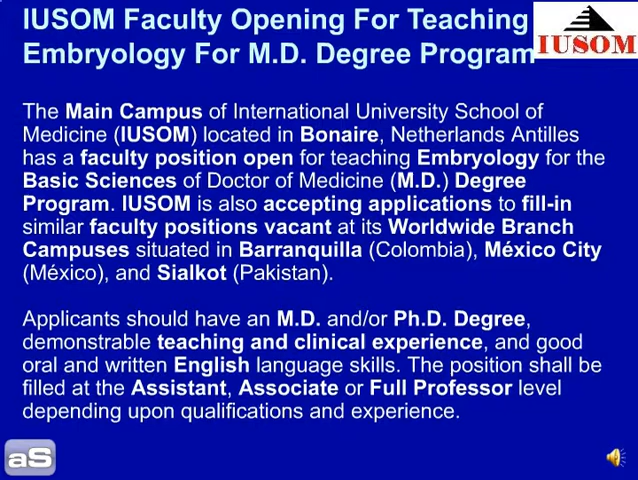 IUSOM Faculty Opening For Teaching
Embryology For M.D. Degree Program
IUSOM
The Main Campus of International University School of
Medicine (IUSOM) located in Bonaire, Netherlands Antilles
has a faculty position open for teaching Embryology for the
Basic Sciences of Doctor of Medicine (M.D.) Degree
Program. IUSOM is also accepting applications to fill-in
similar faculty positions vacant at its Worldwide Branch
Campuses situated in Barranquilla (Colombia), México City
(México), and Sialkot (Pakistan).
Applicants should have an M.D. and/or Ph.D. Degree,
demonstrable teaching and clinical experience, and good
oral and written English language skills. The position shall be
filled at the Assistant, Associate or Full Professor level
depending upon qualifications and experience.
aS